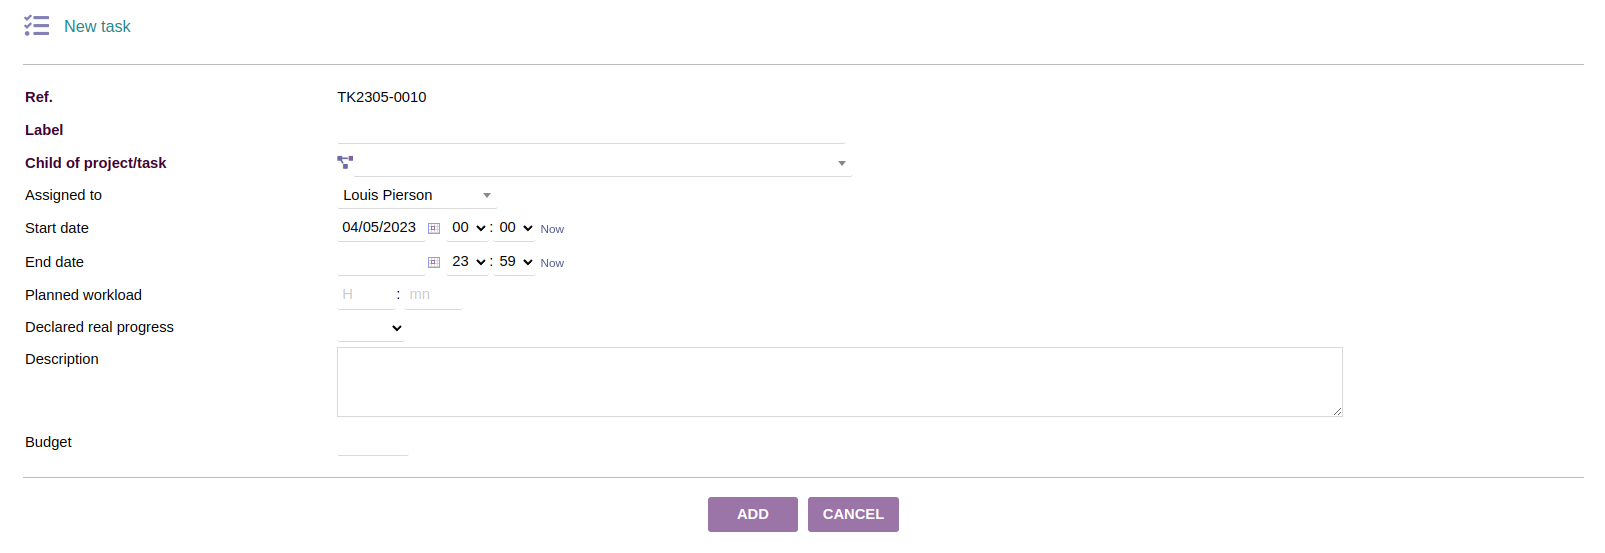 New task
Ref. TK2305-0010
Label
Child of project/task
Assigned to Louis Pierson
Start date 04/05/2023 00 : 00 Now
End date 23 : 59 Now
Planned workload H : mn
Declared real progress
Description
Budget
ADD CANCEL